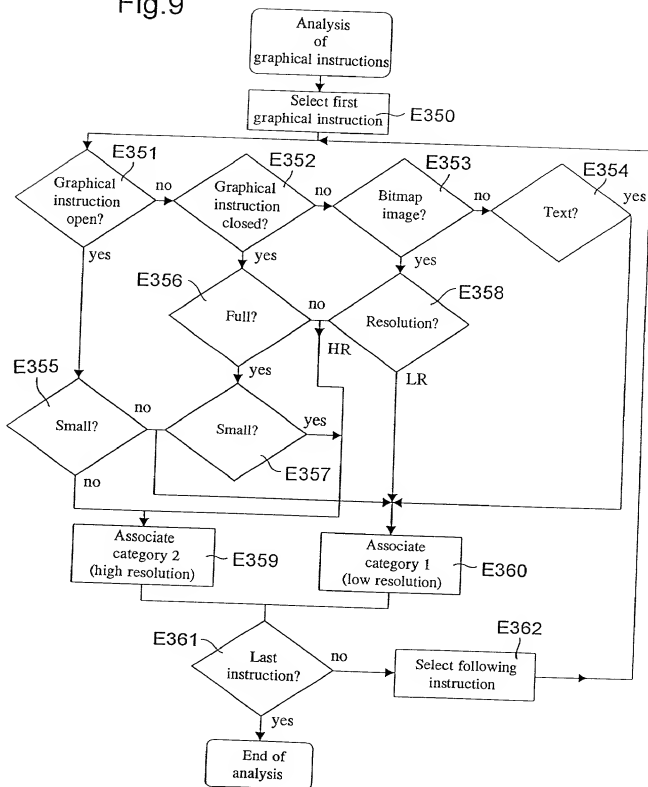 Fig.9
Analysis
of
graphical instructions
Select first
graphical instruction
E350
E351
E352
E353
E354
Graphical
instruction
open?
no
Graphical
instruction
closed?
no
Bitmap
image?
no
Text?
yes
yes
yes
yes
E356
E358
Full?
no
Resolution?
HR
yes
LR
E355
Small?
no
Small?
yes
E357
no
Associate
category 2
(high resolution)
E359
Associate
category 1
(low resolution)
E360
E361
Last
instruction?
no
E362
Select following
instruction
yes
End of
analysis